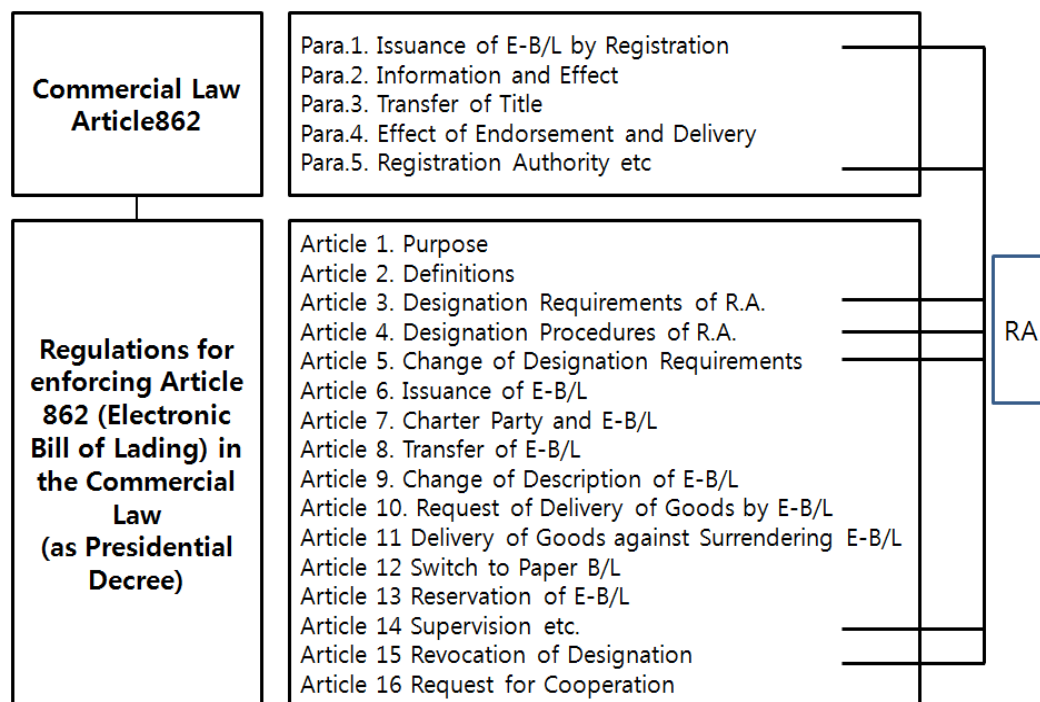 Commercial Law
Article862
Para.1. Issuance of E-B/L by Registration
Para.2. Information and Effect
Para.3. Transfer of Title
Para.4. Effect of Endorsement and Delivery
Para.5. Registration Authority etc
Regulations for
enforcing Article
862 (Electronic
Bill of Lading) in
the Commercial
Law
(as Presidential
Decree)
Article 1. Purpose
Article 2. Definitions
Article 3. Designation Requirements of R.A.
Article 4. Designation Procedures of R.A.
Article 5. Change of Designation Requirements
Article 6. Issuance of E-B/L
Article 7. Charter Party and E-B/L
Article 8. Transfer of E-B/L
Article 9. Change of Description of E-B/L
Article 10. Request of Delivery of Goods by E-B/L
Article 11 Delivery of Goods against Surrendering E-B/L
Article 12 Switch to Paper B/L
Article 13 Reservation of E-B/L
Article 14 Supervision etc.
Article 15 Revocation of Designation
Article 16 Request for Cooperation
RA